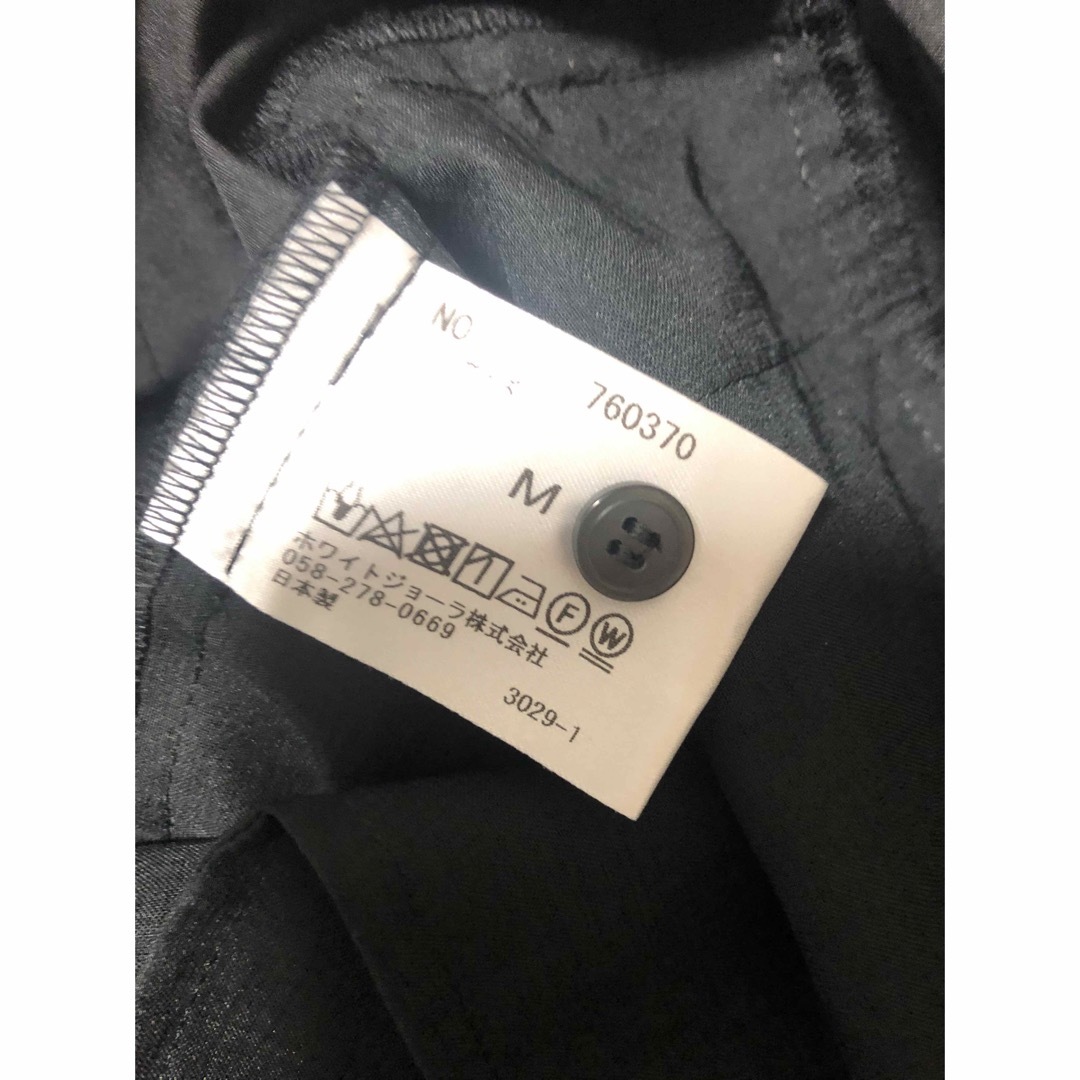 NO 760370
M
F W
ホワイトジョーラ株式会社
058-278-0669
日本製
3029-1